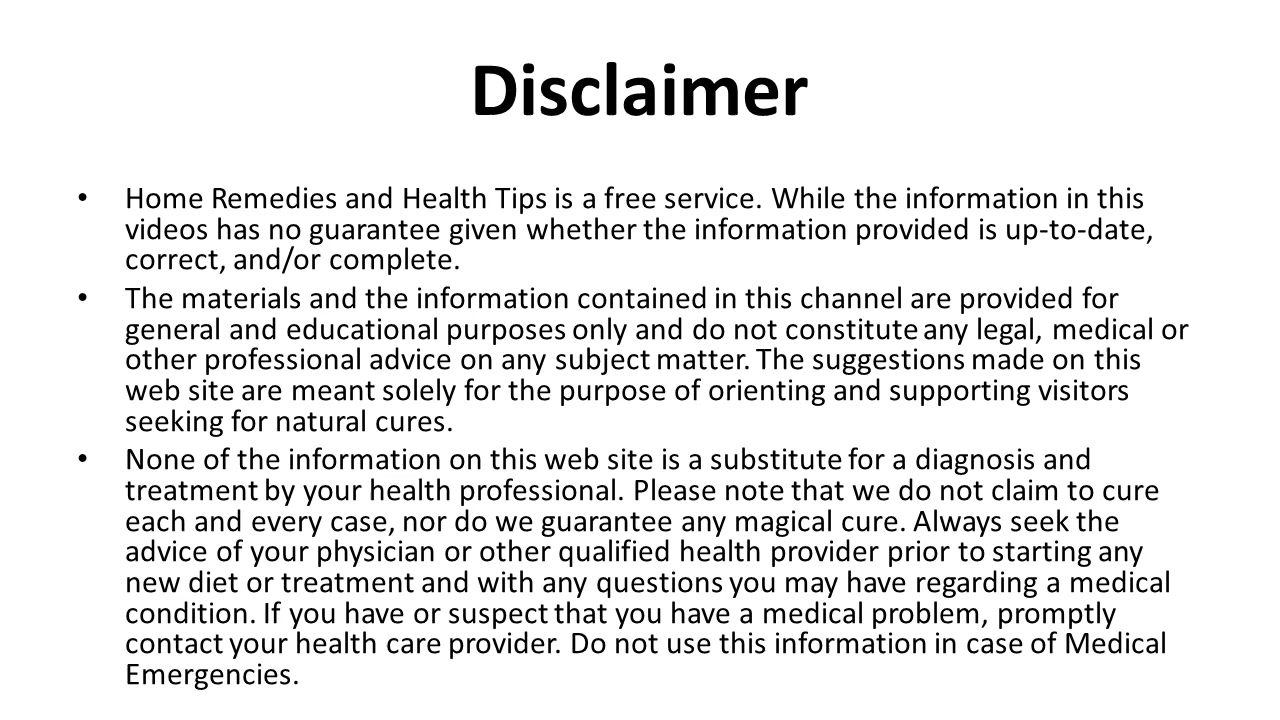 Disclaimer
• Home Remedies and Health Tips is a free service. While the information in this
videos has no guarantee given whether the information provided is up-to-date,
correct, and/or complete.
• The materials and the information contained in this channel are provided for
general and educational purposes only and do not constitute any legal, medical or
other professional advice on any subject matter. The suggestions made on this
web site are meant solely for the purpose of orienting and supporting visitors
seeking for natural cures.
• None of the information on this web site is a substitute for a diagnosis and
treatment by your health professional. Please note that we do not claim to cure
each and every case, nor do we guarantee any magical cure. Always seek the
advice of your physician or other qualified health provider prior to starting any
new diet or treatment and with any questions you may have regarding a medical
condition. If you have or suspect that you have a medical problem, promptly
contact your health care provider. Do not use this information in case of Medical
Emergencies.